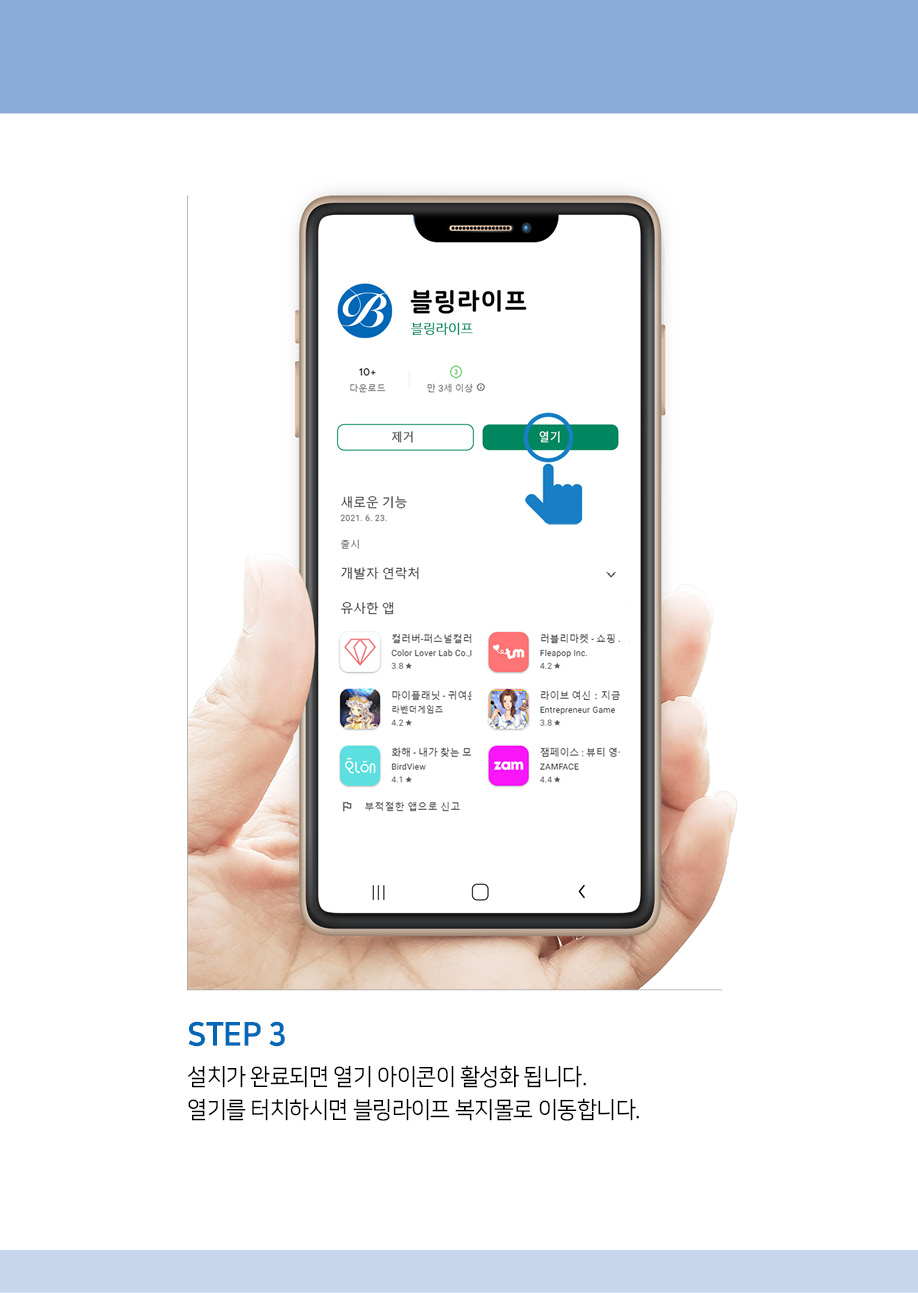 B
블링라이프
블링라이프
10+
다운로드
3
만 3세 이상
제거
열기
새로운 기능
2021. 6. 23.
출시
개발자 연락처
유사한 앱
컬러버-퍼스널컬러
Color Lover Lab Co.,
3.8 ★
러블리마켓 - 쇼핑
Fleapop Inc.
4.2 ★
tm
마이플래닛 - 귀여운
라벤더게임즈
4.2 ★
라이브 여신 : 지금
Entrepreneur Game
3.8 ★
화해 - 내가 찾는 모
BirdView
4.1 ★
zam
잼페이스 : 뷰티 영
ZAMFACE
4.4 ★
부적절한 앱으로 신고
STEP 3
설치가 완료되면 열기 아이콘이 활성화 됩니다.
열기를 터치하시면 블링라이프 복지몰로 이동합니다.